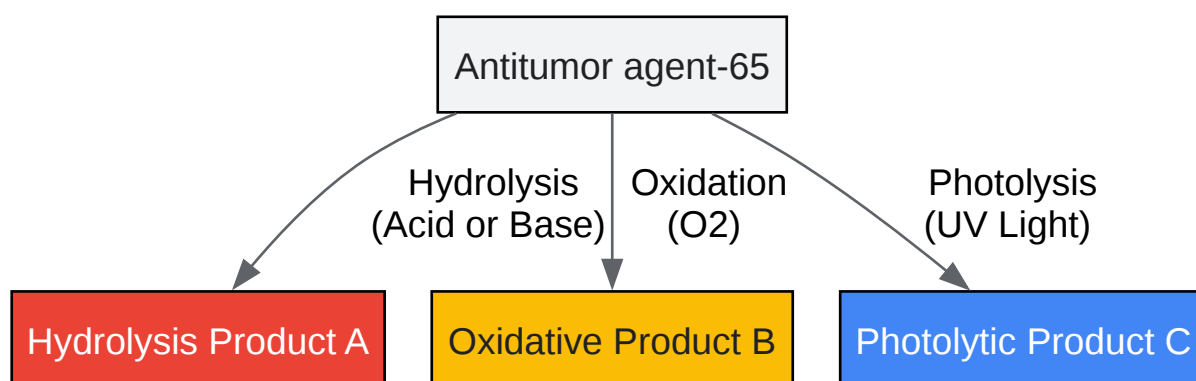 Antitumor agent-65
Hydrolysis
(Acid or Base)
Oxidation
(O2)
Photolysis
(UV Light)
Hydrolysis Product A
Oxidative Product B
Photolytic Product C